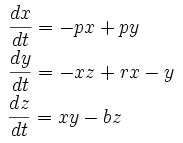 dx/dt = −px + py
dy/dt = −xz + rx − y
dz/dt = xy − bz